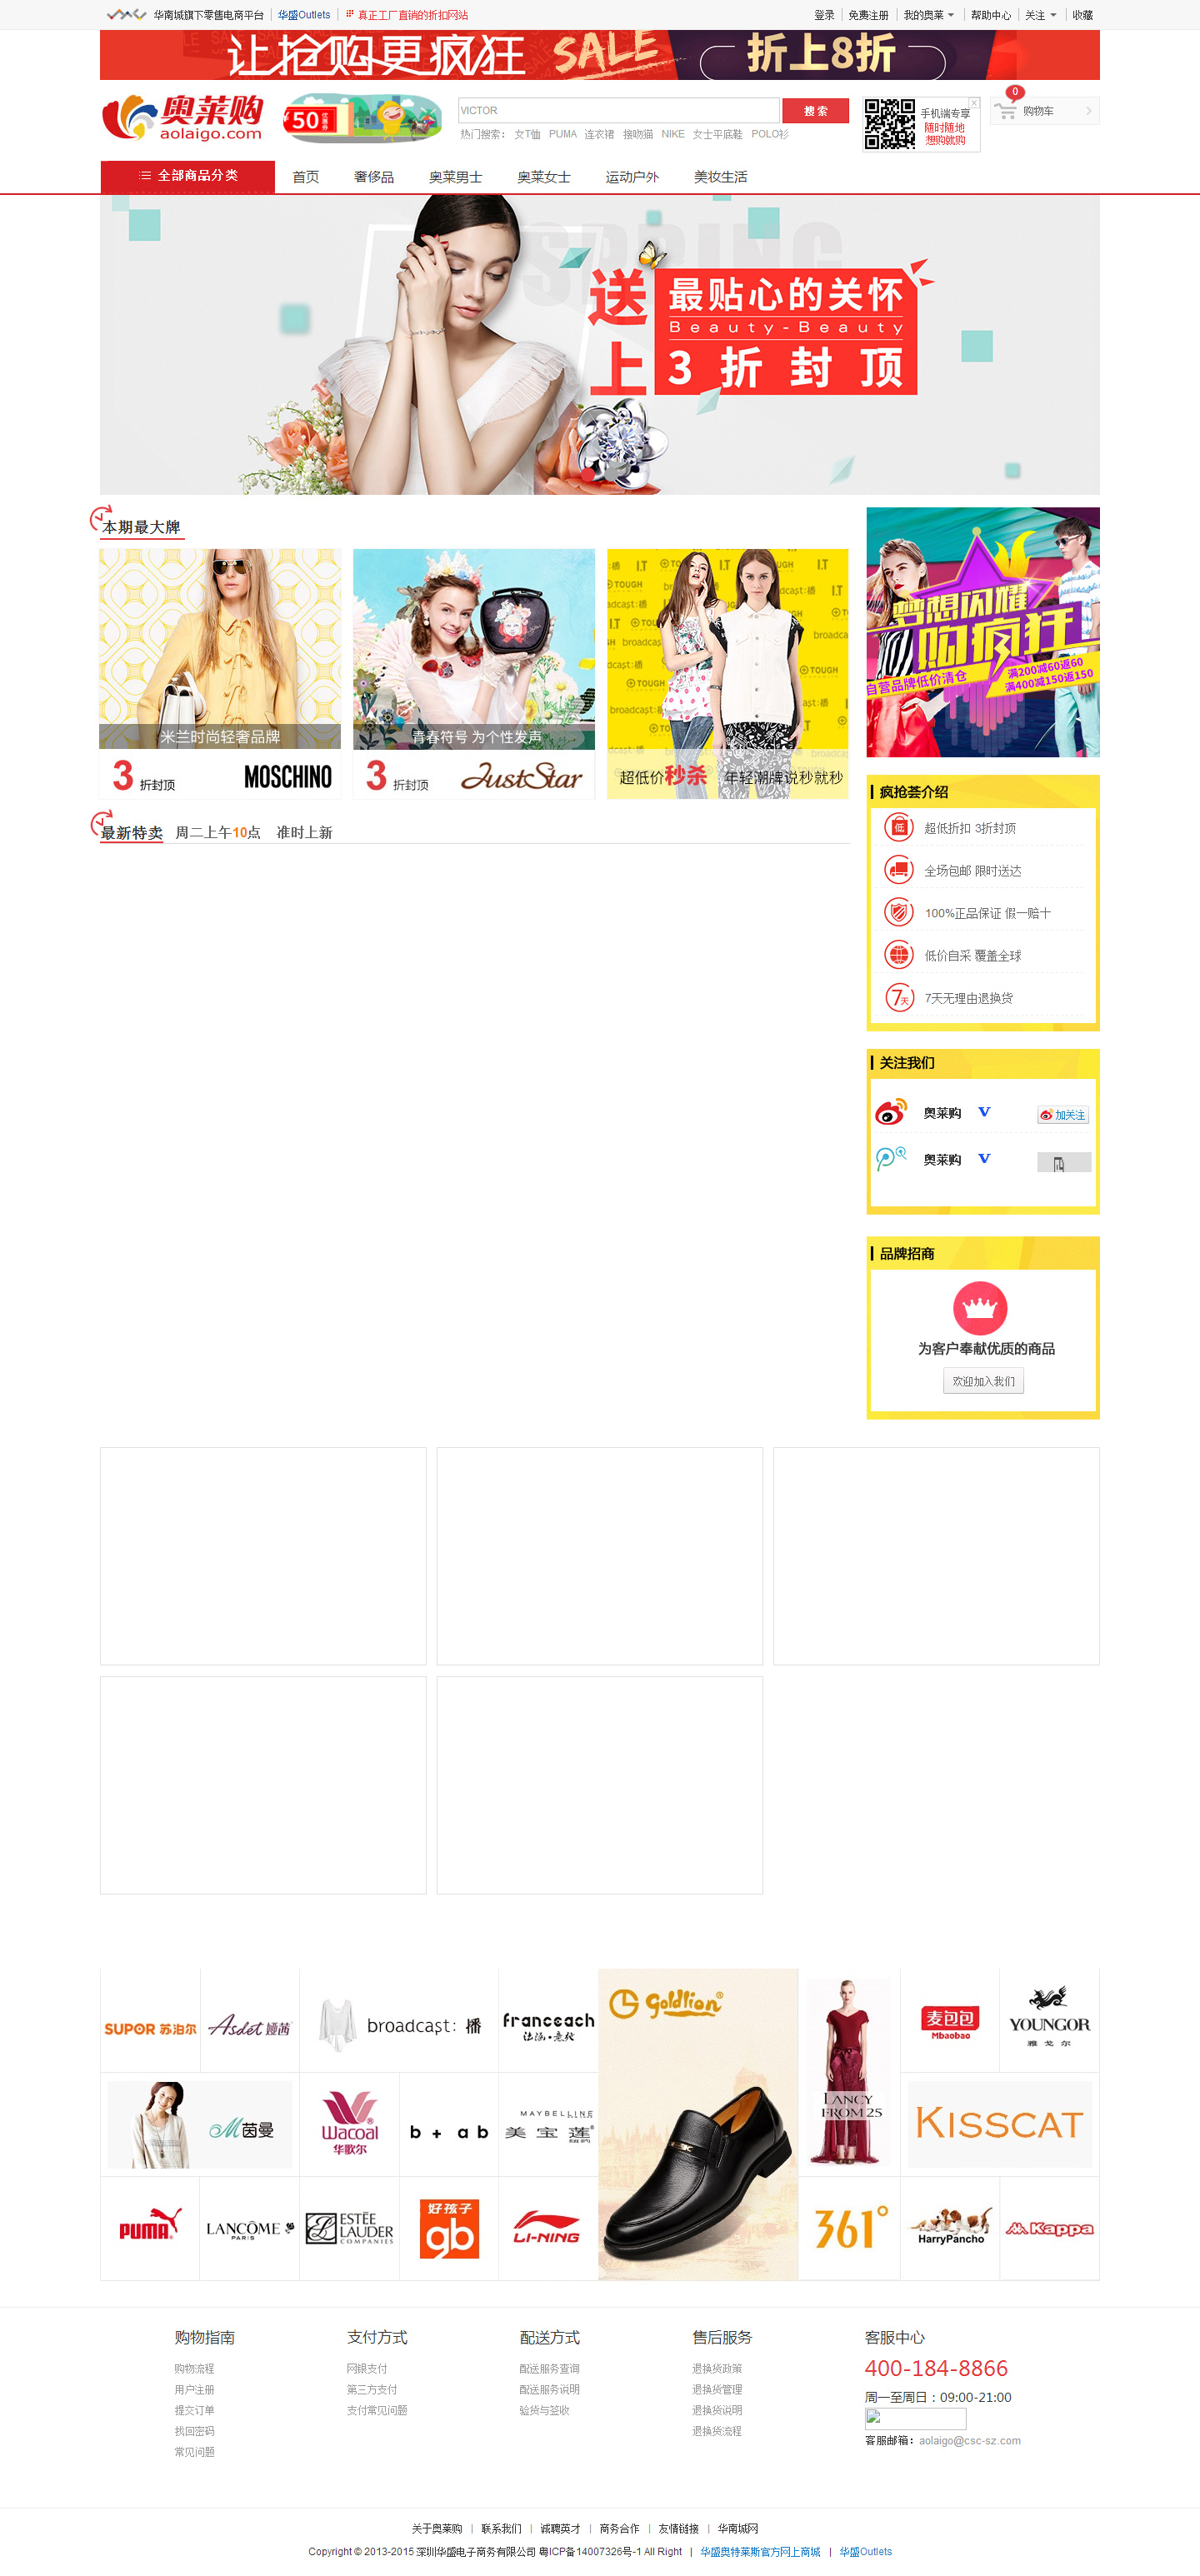 华南城旗下零售电商平台 华盛Outlets 真正工厂直销的折扣网站 登录 免费注册 我的奥莱 帮助中心 关注 收藏
让抢购更疯狂 SALE 折上8折
奥莱购
aolaigo.com
¥50
VICTOR 搜 索
热门搜索: 女T恤 PUMA 连衣裙 接吻猫 NIKE 女士平底鞋 POLO衫
手机端专享
随时随地
想购就购
0
购物车
全部商品分类 首页 奢侈品 奥莱男士 奥莱女士 运动户外 美妆生活
SPRING
送上
最贴心的关怀
Beauty-Beauty
3折封顶
本期最大牌
米兰时尚轻奢品牌
3 折封顶 MOSCHINO
青春符号 为个性发声
3 折封顶 JustStar
超低价秒杀 年轻潮牌说秒就秒
梦想闪耀
购疯狂
自营品牌低价清仓
满200减60返60
满400减150返150
最新特卖 周二上午10点 准时上新
疯抢荟介绍
低 超低折扣 3折封顶
全场包邮 限时送达
100%正品保证 假一赔十
低价自采 覆盖全球
7天 7天无理由退换货
关注我们
奥莱购 V 加关注
奥莱购 V
品牌招商
为客户奉献优质的商品
欢迎加入我们
SUPOR 苏泊尔
Asdet 娅茜
broadcast: 播
franceach
法涵·意代
goldlion
LANCY
FROM 25
麦包包
Mbaobao
YOUNGOR
雅戈尔
茵曼
Wacoal
华歌尔
b + ab
MAYBELLINE
美宝莲
KISSCAT
PUMA
LANCÔME
PARIS
ESTĒE
LAUDER
COMPANIES
好孩子
gb
LI-NING
361°
HarryPancho
Kappa
购物指南
购物流程
用户注册
提交订单
找回密码
常见问题
支付方式
网银支付
第三方支付
支付常见问题
配送方式
配送服务查询
配送服务说明
验货与签收
售后服务
退换货政策
退换货管理
退换货说明
退换货流程
客服中心
400-184-8866
周一至周日：09:00-21:00
客服邮箱：aolaigo@csc-sz.com
关于奥莱购 | 联系我们 | 诚聘英才 | 商务合作 | 友情链接 | 华南城网
Copyright © 2013-2015 深圳华盛电子商务有限公司 粤ICP备14007326号-1 All Right | 华盛奥特莱斯官方网上商城 | 华盛Outlets